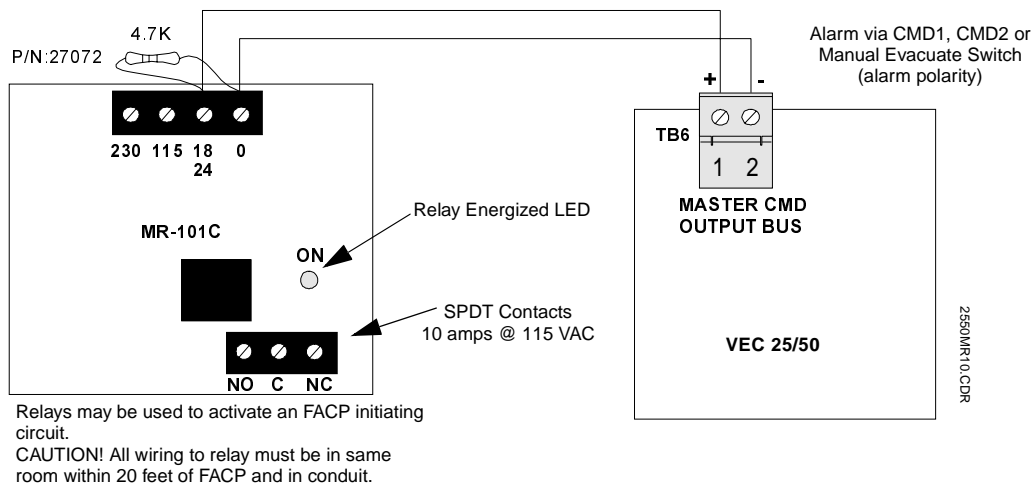 4.7K
P/N:27072
Alarm via CMD1, CMD2 or
Manual Evacuate Switch
(alarm polarity)
+ -
230 115 18 0
24
TB6
1 2
MASTER CMD
OUTPUT BUS
Relay Energized LED
MR-101C
ON
SPDT Contacts
10 amps @ 115 VAC
VEC 25/50
2550MR10.CDR
NO C NC
Relays may be used to activate an FACP initiating
circuit.
CAUTION! All wiring to relay must be in same
room within 20 feet of FACP and in conduit.